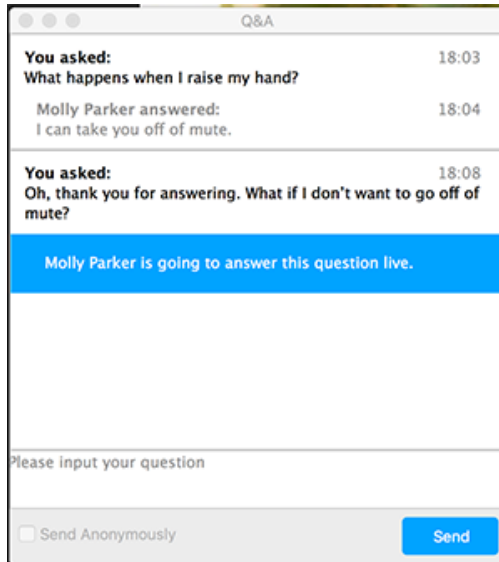 Q&A
You asked: 18:03
What happens when I raise my hand?
Molly Parker answered: 18:04
I can take you off of mute.
You asked: 18:08
Oh, thank you for answering. What if I don't want to go off of
mute?
Molly Parker is going to answer this question live.
Please input your question
Send Anonymously
Send